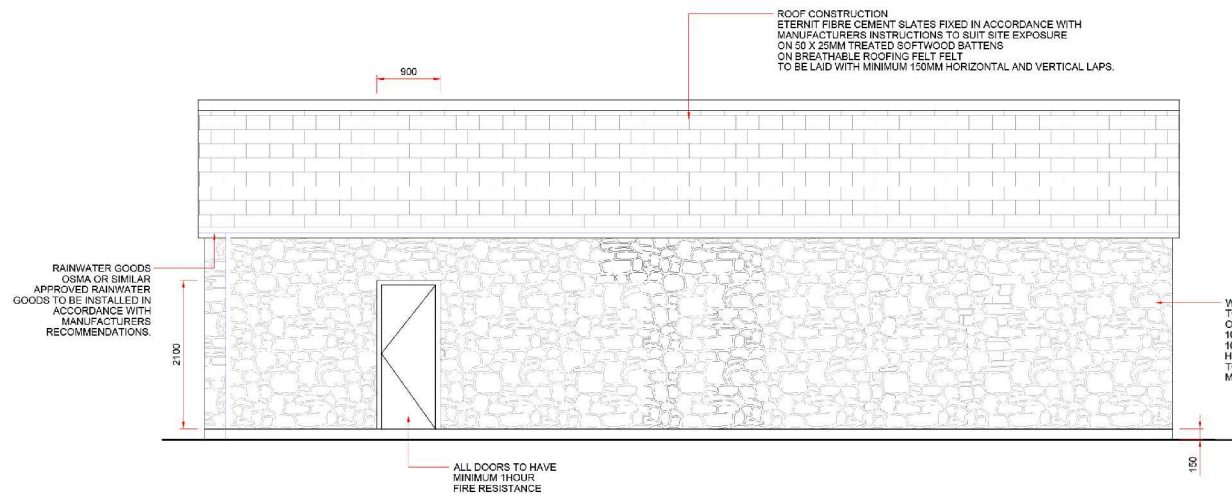 ROOF CONSTRUCTION
ETERNIT FIBRE CEMENT SLATES FIXED IN ACCORDANCE WITH
MANUFACTURERS INSTRUCTIONS TO SUIT SITE EXPOSURE
ON 50 X 25MM TREATED SOFTWOOD BATTENS
ON BREATHABLE ROOFING FELT FELT
TO BE LAID WITH MINIMUM 150MM HORIZONTAL AND VERTICAL LAPS.
900
RAINWATER GOODS
OSMA OR SIMILAR
APPROVED RAINWATER
GOODS TO BE INSTALLED IN
ACCORDANCE WITH
MANUFACTURERS
RECOMMENDATIONS.
2100
ALL DOORS TO HAVE
MINIMUM 1HOUR
FIRE RESISTANCE
150